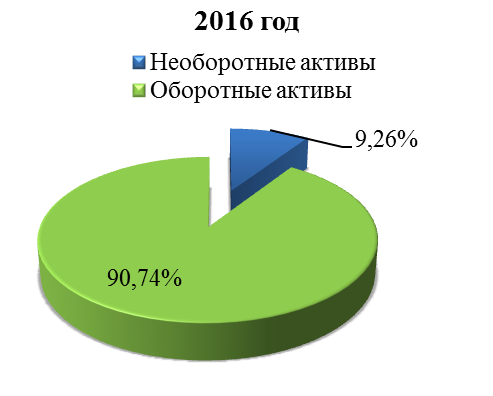 2016 год
Необоротные активы
Оборотные активы
9,26%
90,74%